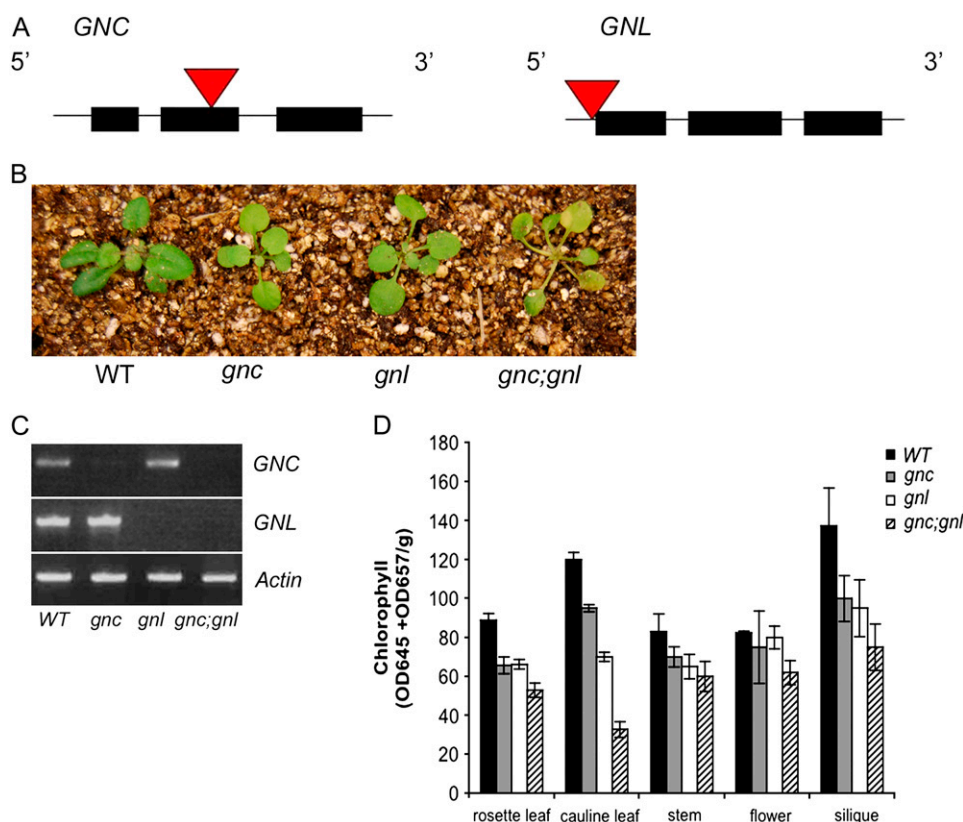 A
GNC
GNL
5’
3’
5’
3’
B
WT
gnc
gnl
gnc;gnl
C
GNC
GNL
Actin
WT
gnc
gnl
gnc;gnl
D
180
160
140
120
100
80
60
40
20
0
Chlorophyll
(OD645 +OD657/g)
WT
gnc
gnl
gnc;gnl
rosette leaf
cauline leaf
stem
flower
silique